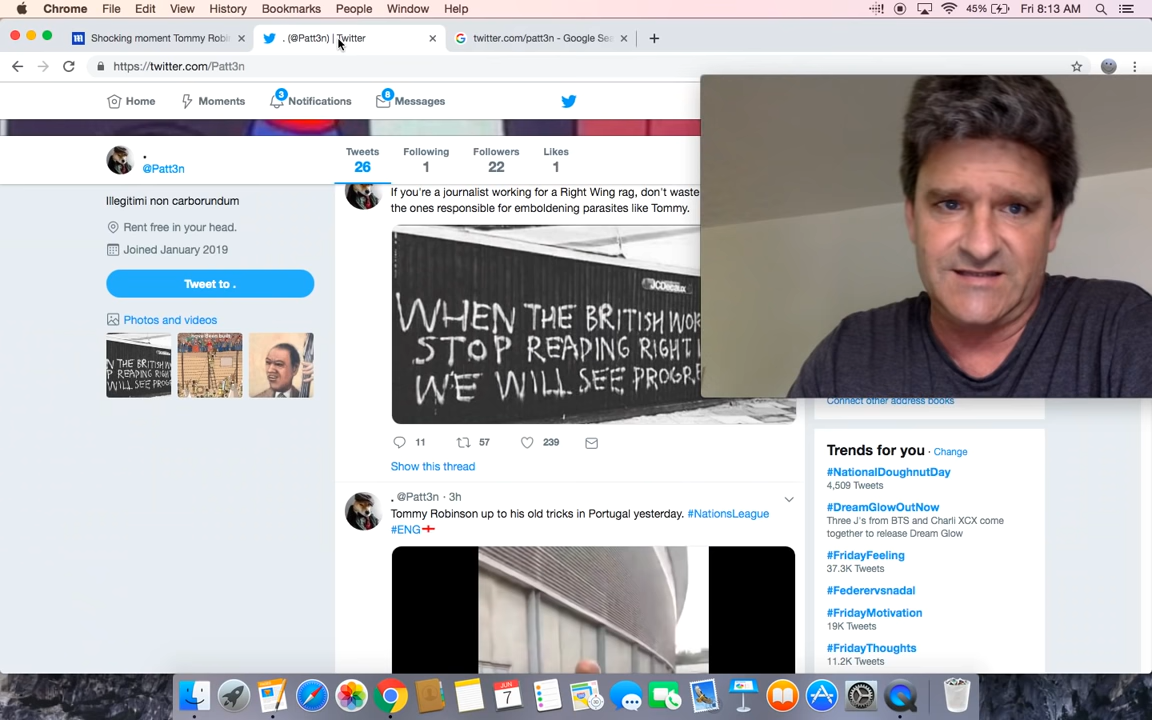 Chrome File Edit View History Bookmarks People Window Help 45% Fri 8:13 AM
Shocking moment Tommy Robi
. (@Patt3n) | Twitter
twitter.com/patt3n - Google Se
https://twitter.com/Patt3n
Home Moments 3 Notifications 8 Messages
.
@Patt3n
Tweets Following Followers Likes
26 1 22 1
Illegitimi non carborundum
Rent free in your head.
Joined January 2019
Tweet to .
Photos and videos
If you're a journalist working for a Right Wing rag, don't waste
the ones responsible for emboldening parasites like Tommy.
JCDecaux
WHEN THE BRITISH WOR
STOP READING RIGHT
WE WILL SEE PROGRE
11 57 239
Show this thread
. @Patt3n · 3h
Tommy Robinson up to his old tricks in Portugal yesterday. #NationsLeague
#ENG
Connect other address books
Trends for you · Change
#NationalDoughnutDay
4,509 Tweets
#DreamGlowOutNow
Three J's from BTS and Charli XCX come
together to release Dream Glow
#FridayFeeling
37.3K Tweets
#Federervsnadal
#FridayMotivation
19K Tweets
#FridayThoughts
11.2K Tweets
JUN
7